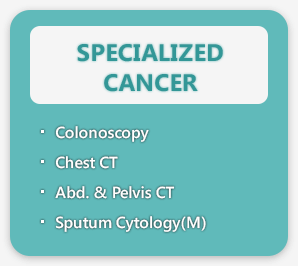 SPECIALIZED
CANCER
· Colonoscopy
· Chest CT
· Abd. & Pelvis CT
· Sputum Cytology(M)